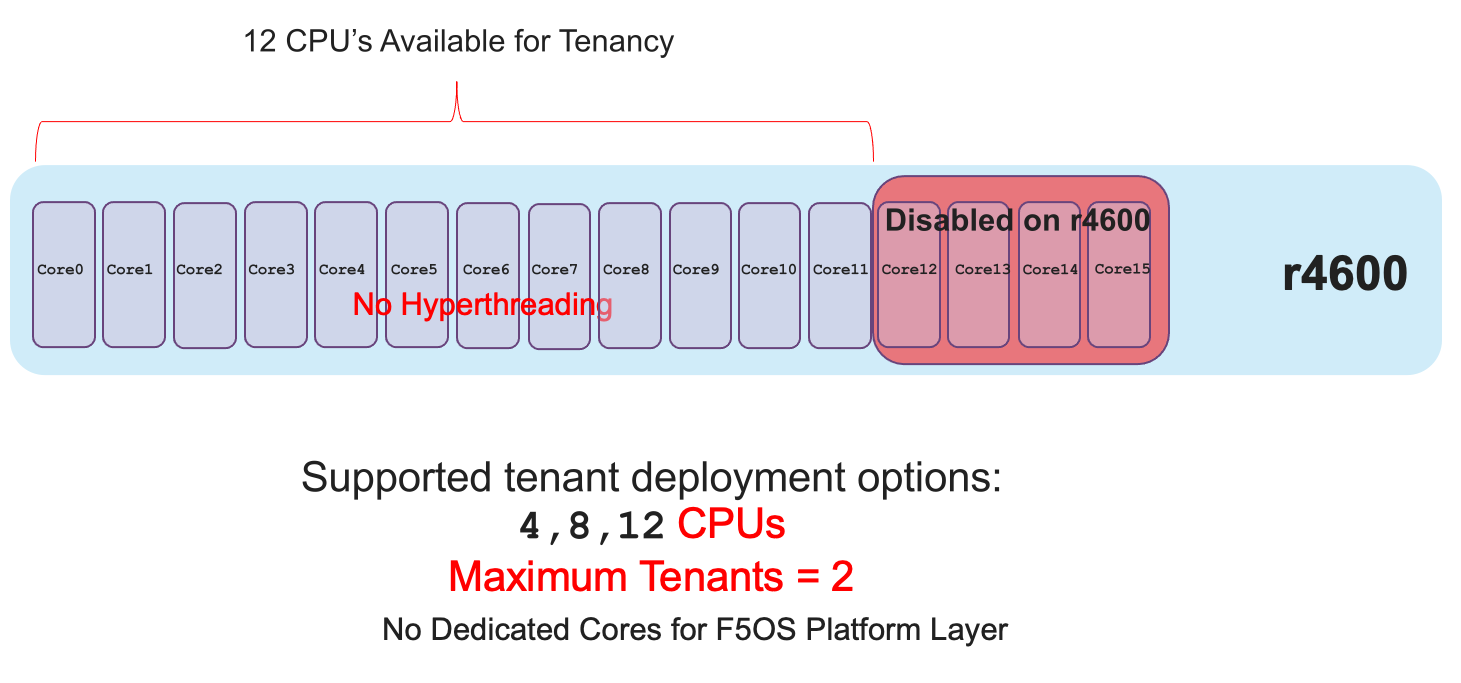 12 CPU’s Available for Tenancy
Disabled on r4600
Core0 Core1 Core2 Core3 Core4 Core5 Core6 Core7 Core8 Core9 Core10 Core11 Core12 Core13 Core14 Core15
r4600
No Hyperthreading
Supported tenant deployment options:
4,8,12 CPUs
Maximum Tenants = 2
No Dedicated Cores for F5OS Platform Layer